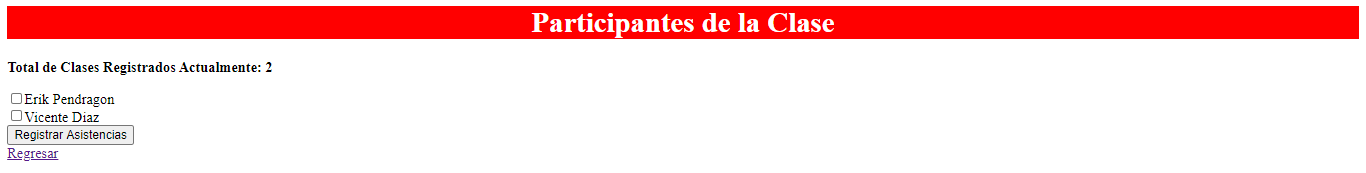 Participantes de la Clase
Total de Clases Registrados Actualmente: 2
Erik Pendragon
Vicente Diaz
Registrar Asistencias
Regresar